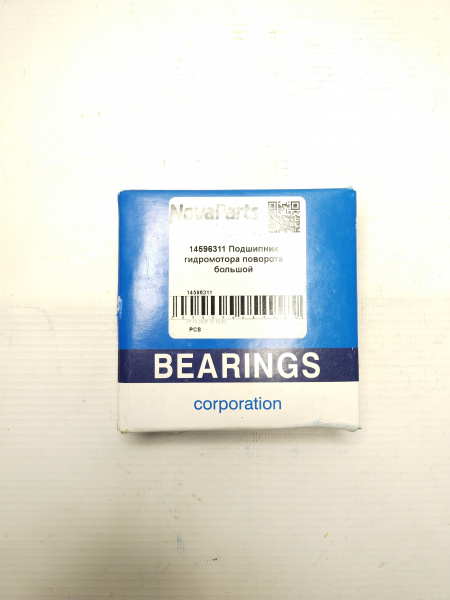 NovaParts
14596311 Подшипник
гидромотора поворота
большой
14596311
PCS
BEARINGS
corporation